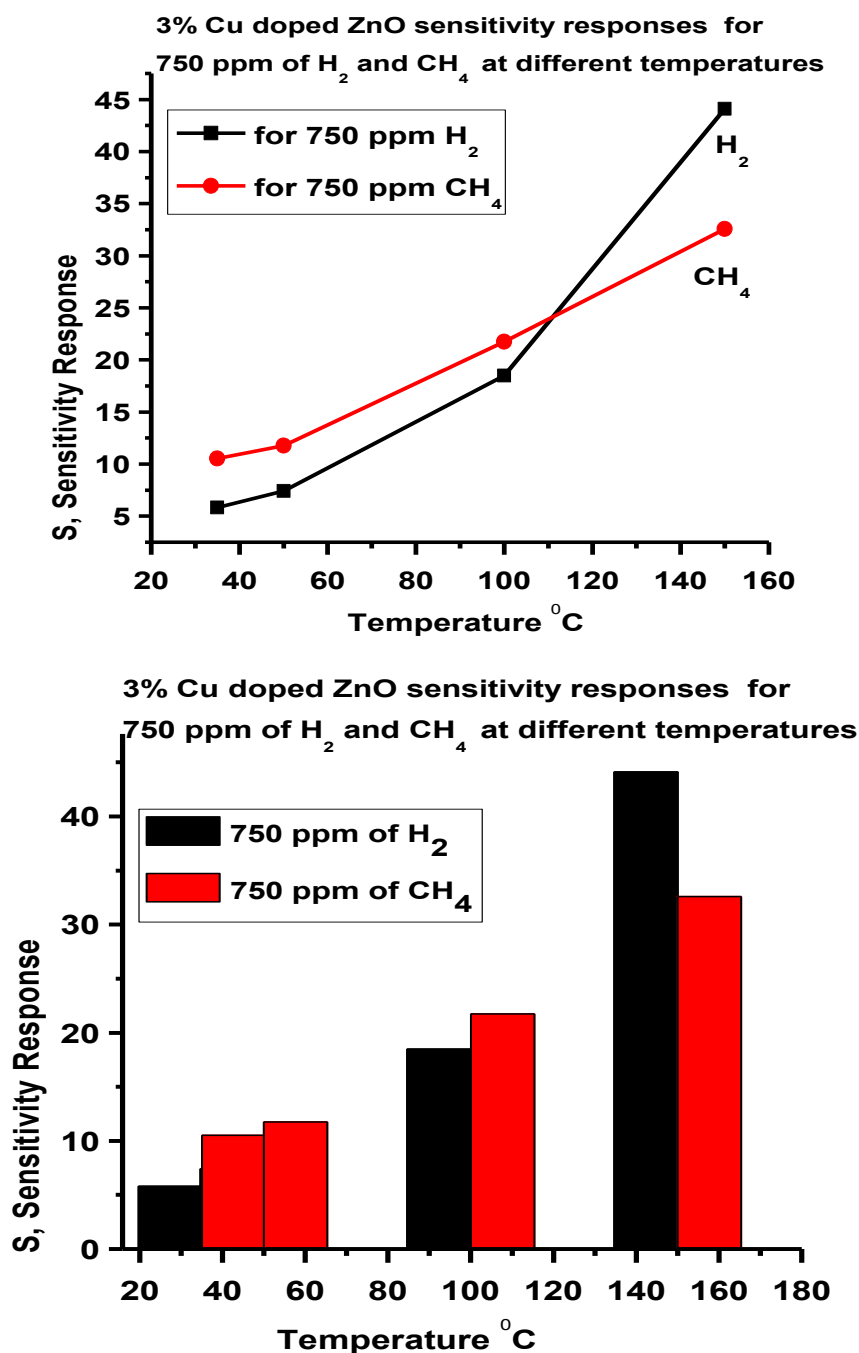 3% Cu doped ZnO sensitivity responses for
750 ppm of H₂ and CH₄ at different temperatures
45
40
35
30
25
20
15
10
5
for 750 ppm H₂
for 750 ppm CH₄
H₂
CH₄
S, Sensitivity Response
20 40 60 80 100 120 140 160
Temperature ⁰C
3% Cu doped ZnO sensitivity responses for
750 ppm of H₂ and CH₄ at different temperatures
40
30
20
10
0
750 ppm of H₂
750 ppm of CH₄
S, Sensitivity Response
20 40 60 80 100 120 140 160 180
Temperature ⁰C